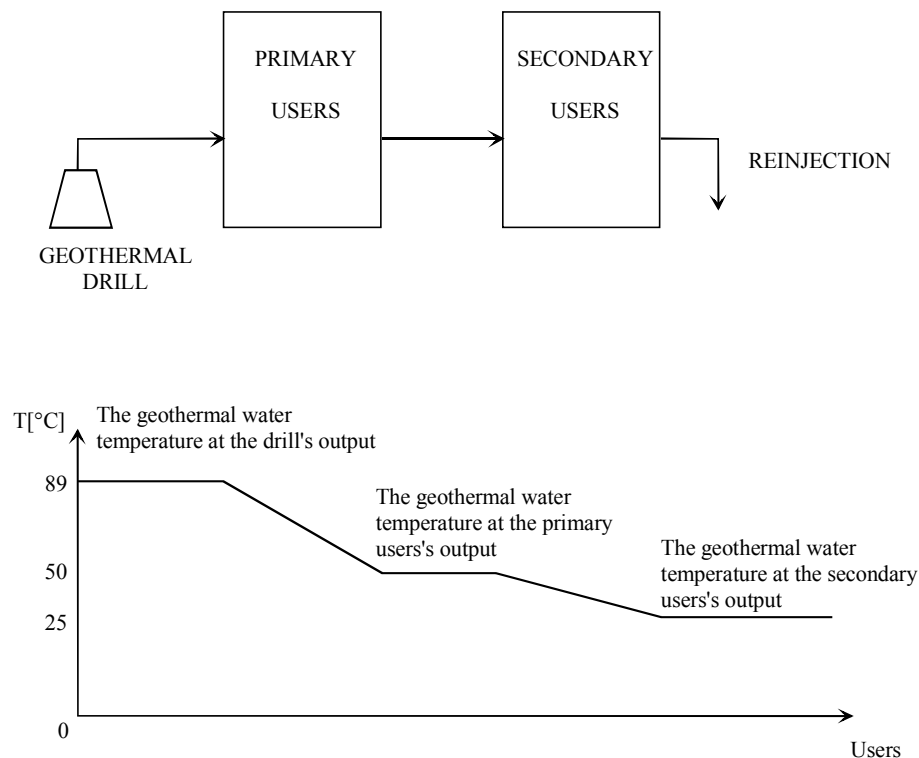 PRIMARY
USERS
SECONDARY
USERS
REINJECTION
GEOTHERMAL
DRILL
T[°C]
The geothermal water
temperature at the drill's output
89
The geothermal water
temperature at the primary
users's output
The geothermal water
temperature at the secondary
users's output
50
25
0
Users